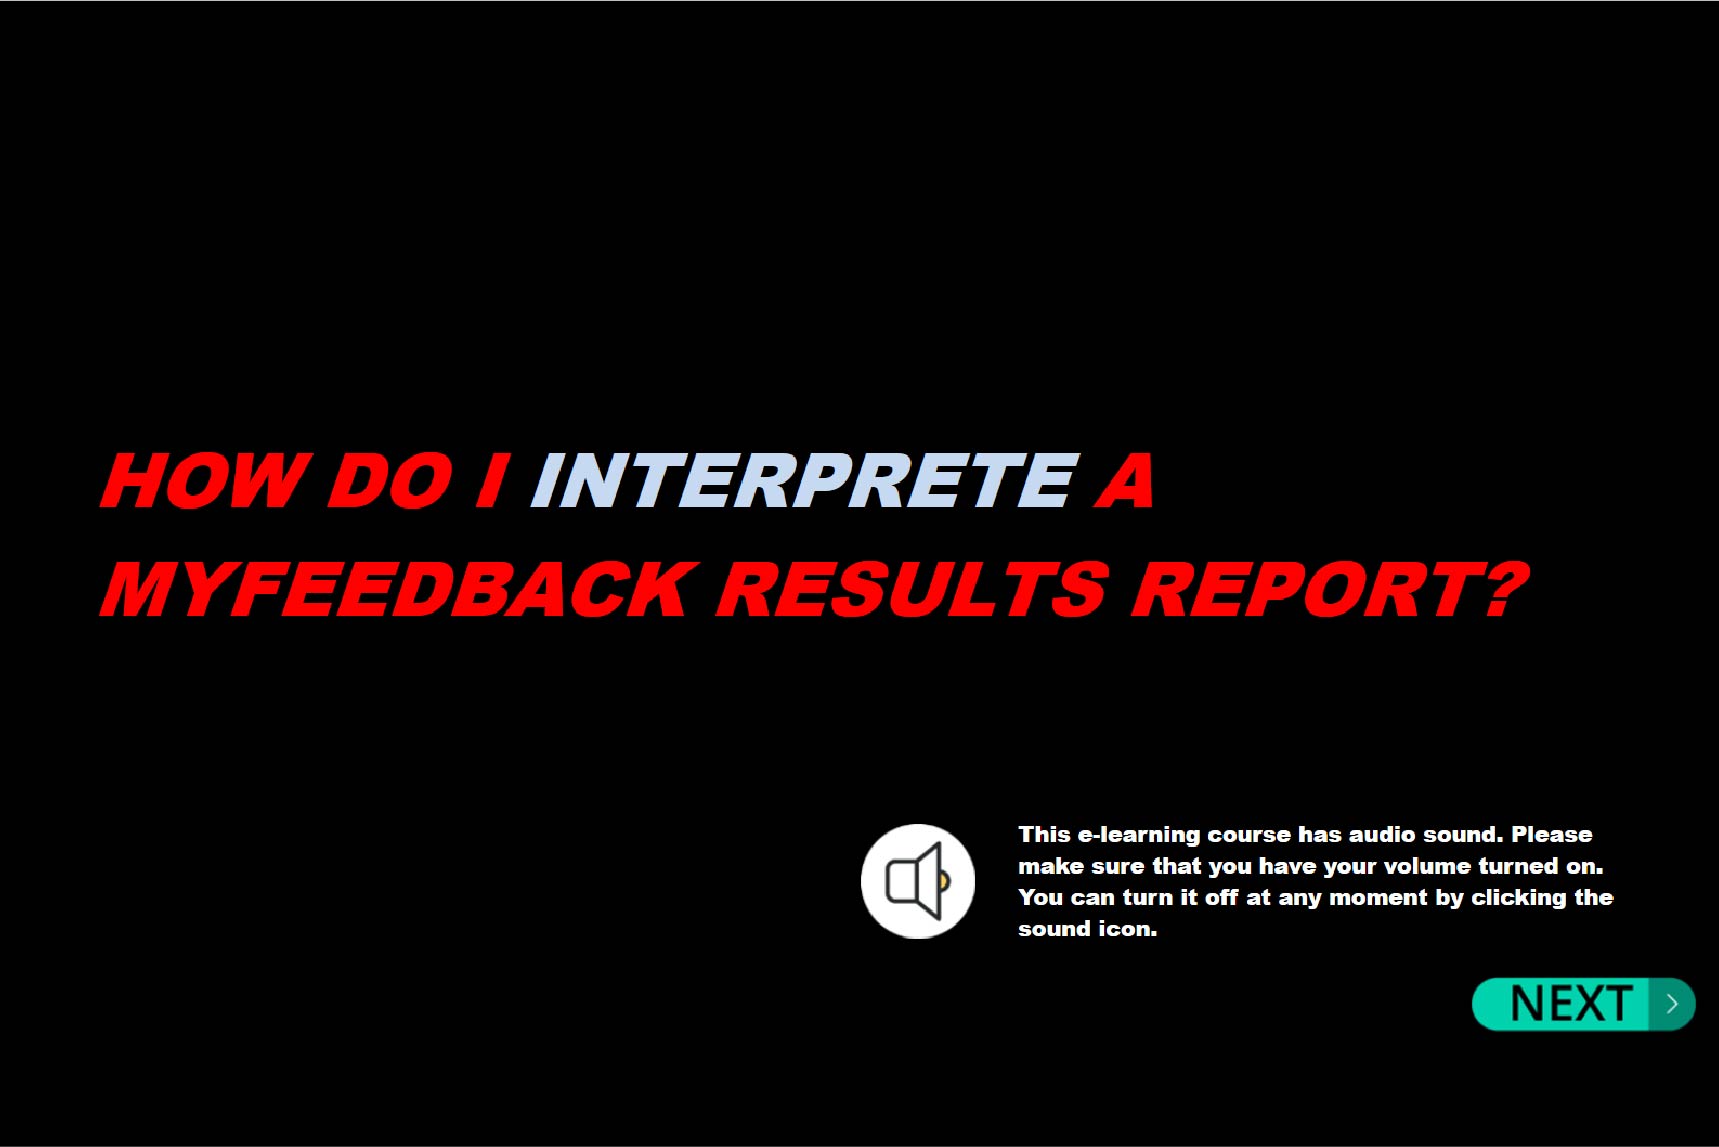 HOW DO I INTERPRETE A
MYFEEDBACK RESULTS REPORT?
This e-learning course has audio sound. Please
make sure that you have your volume turned on.
You can turn it off at any moment by clicking the
sound icon.
NEXT